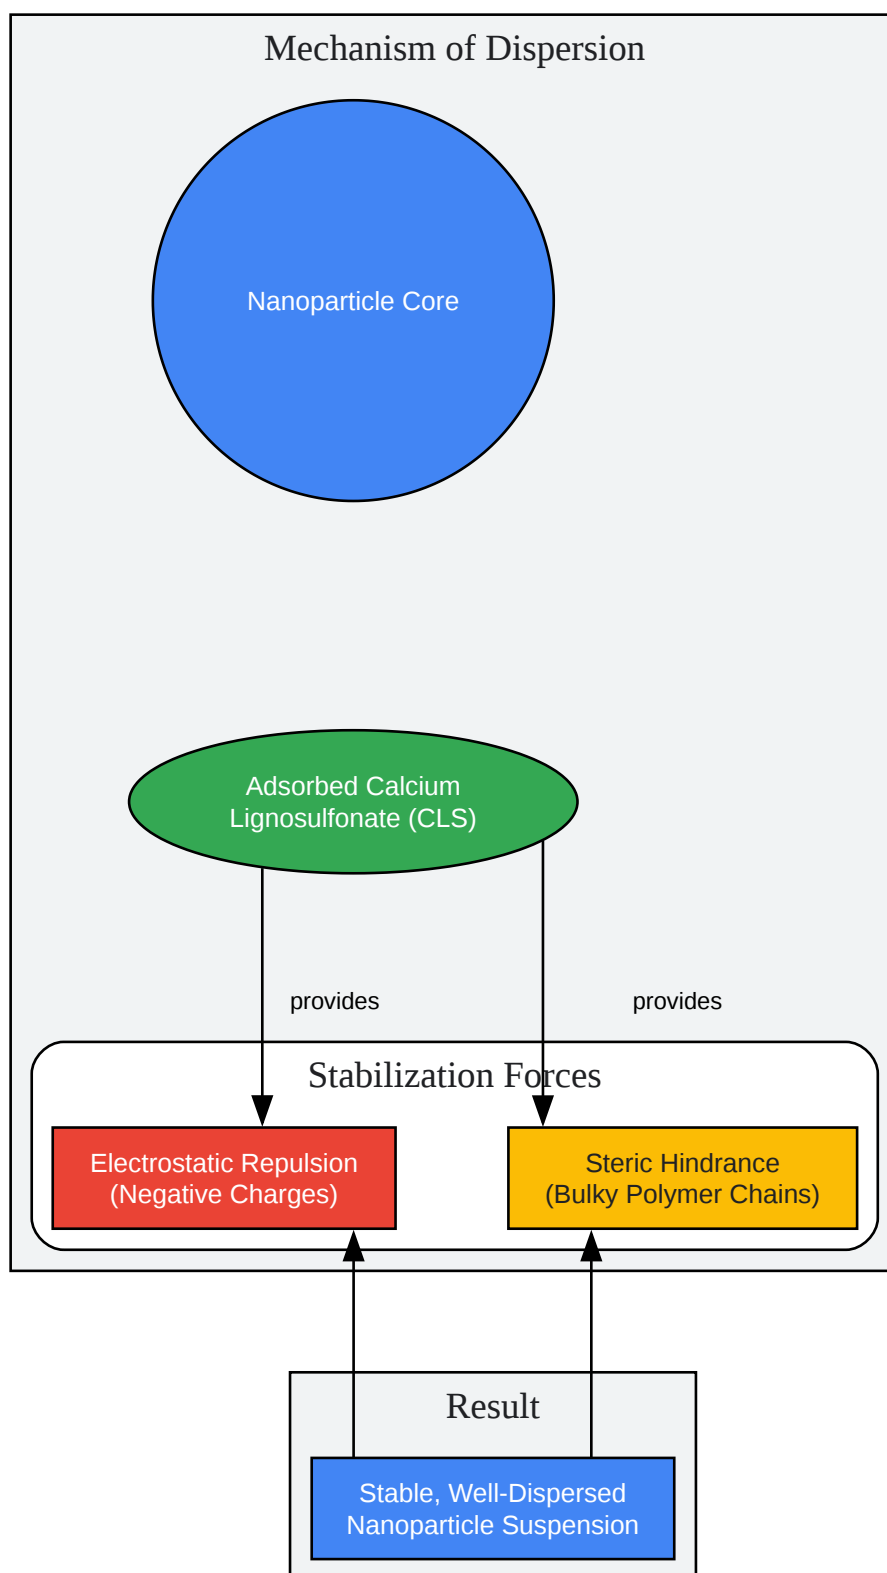 Mechanism of Dispersion
Nanoparticle Core
Adsorbed Calcium
Lignosulfonate (CLS)
provides
provides
Stabilization Forces
Electrostatic Repulsion
(Negative Charges)
Steric Hindrance
(Bulky Polymer Chains)
Result
Stable, Well-Dispersed
Nanoparticle Suspension